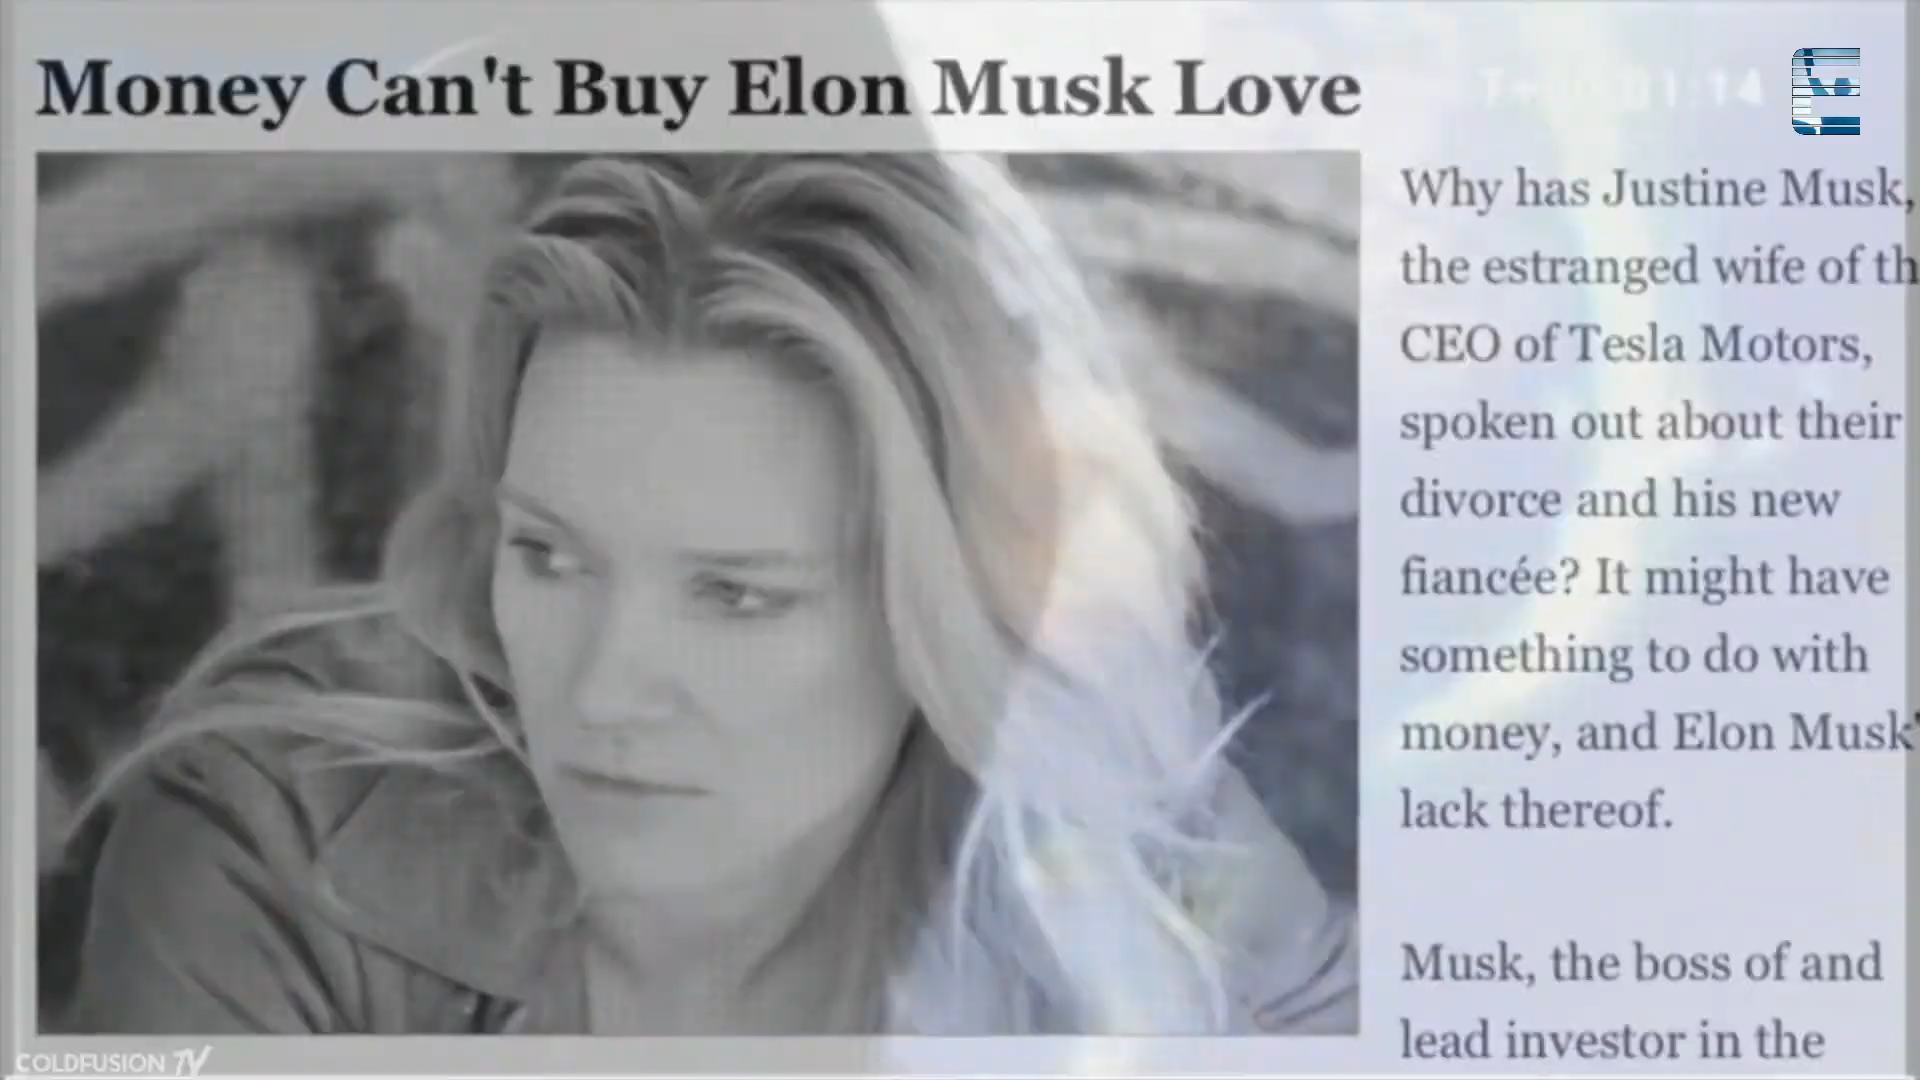 Money Can't Buy Elon Musk Love
Why has Justine Musk,
the estranged wife of th
CEO of Tesla Motors,
spoken out about their
divorce and his new
fiancée? It might have
something to do with
money, and Elon Musk'
lack thereof.
Musk, the boss of and
lead investor in the
COLDFUSION TV